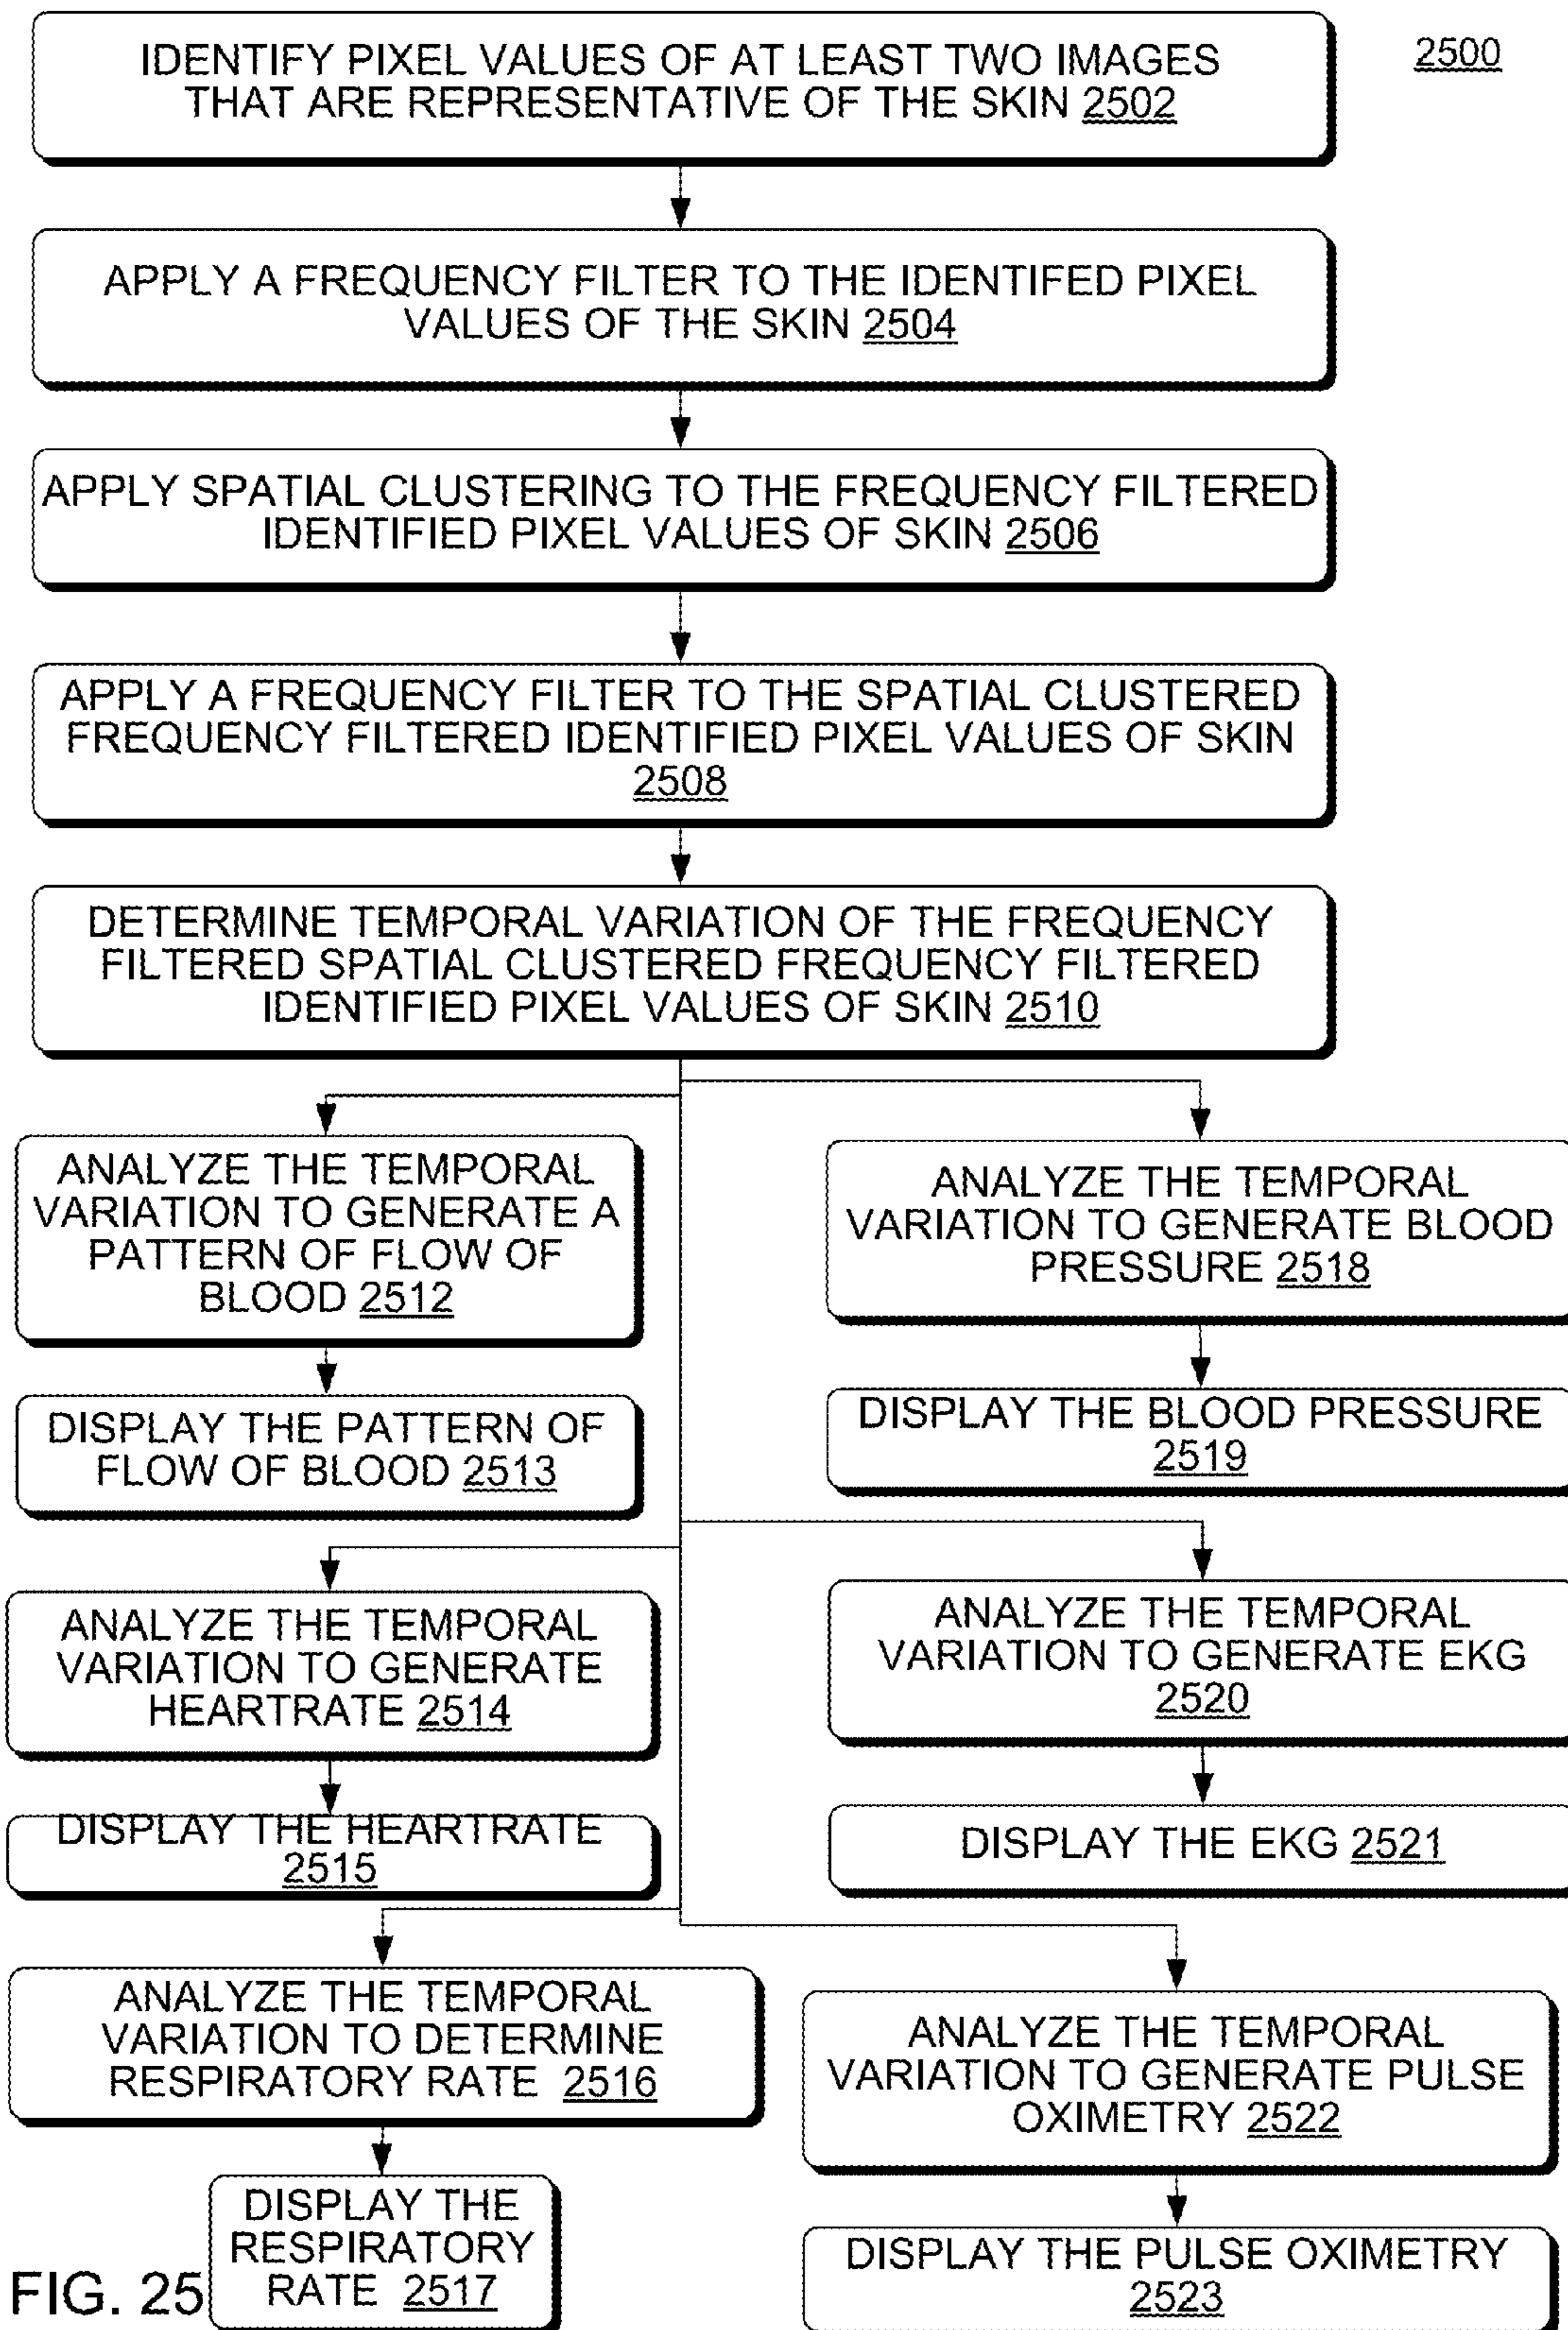 2500
IDENTIFY PIXEL VALUES OF AT LEAST TWO IMAGES
THAT ARE REPRESENTATIVE OF THE SKIN 2502
APPLY A FREQUENCY FILTER TO THE IDENTIFED PIXEL
VALUES OF THE SKIN 2504
APPLY SPATIAL CLUSTERING TO THE FREQUENCY FILTERED
IDENTIFIED PIXEL VALUES OF SKIN 2506
APPLY A FREQUENCY FILTER TO THE SPATIAL CLUSTERED
FREQUENCY FILTERED IDENTIFIED PIXEL VALUES OF SKIN
2508
DETERMINE TEMPORAL VARIATION OF THE FREQUENCY
FILTERED SPATIAL CLUSTERED FREQUENCY FILTERED
IDENTIFIED PIXEL VALUES OF SKIN 2510
ANALYZE THE TEMPORAL
VARIATION TO GENERATE A
PATTERN OF FLOW OF
BLOOD 2512
DISPLAY THE PATTERN OF
FLOW OF BLOOD 2513
ANALYZE THE TEMPORAL
VARIATION TO GENERATE BLOOD
PRESSURE 2518
DISPLAY THE BLOOD PRESSURE
2519
ANALYZE THE TEMPORAL
VARIATION TO GENERATE
HEARTRATE 2514
DISPLAY THE HEARTRATE
2515
ANALYZE THE TEMPORAL
VARIATION TO GENERATE EKG
2520
DISPLAY THE EKG 2521
ANALYZE THE TEMPORAL
VARIATION TO DETERMINE
RESPIRATORY RATE 2516
DISPLAY THE
RESPIRATORY
RATE 2517
ANALYZE THE TEMPORAL
VARIATION TO GENERATE PULSE
OXIMETRY 2522
DISPLAY THE PULSE OXIMETRY
2523
FIG. 25